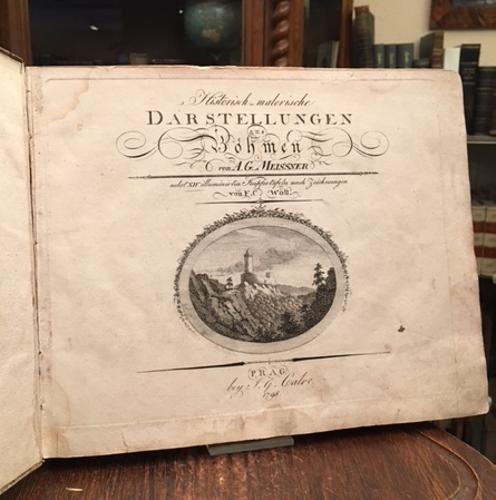 Historisch-malerische
DARSTELLUNGEN
AUS
Böhmen
von A. G. MEISSNER
nebst XIV illuminirten Kupfertafeln nach Zeichnungen
von F. C. Wolf.
PRAG
bey J. G. Calve
1798